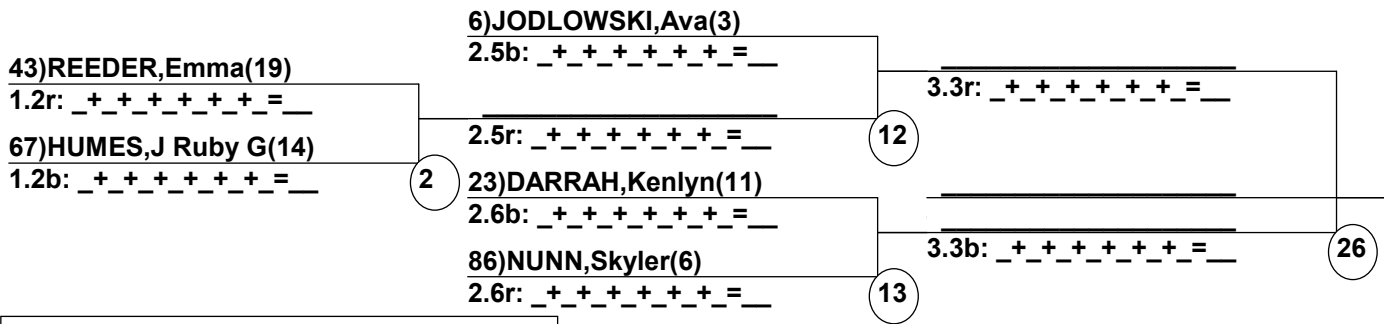 6)JODLOWSKI,Ava(3)
2.5b: _+_+_+_+_+_=__
43)REEDER,Emma(19)
1.2r: _+_+_+_+_+_=__
3.3r: _+_+_+_+_+_=__
2.5r: _+_+_+_+_+_=__
12
67)HUMES,J Ruby G(14)
1.2b: _+_+_+_+_+_=__
2
23)DARRAH,Kenlyn(11)
2.6b: _+_+_+_+_+_=__
3.3b: _+_+_+_+_+_=__
26
86)NUNN,Skyler(6)
2.6r: _+_+_+_+_+_=__
13